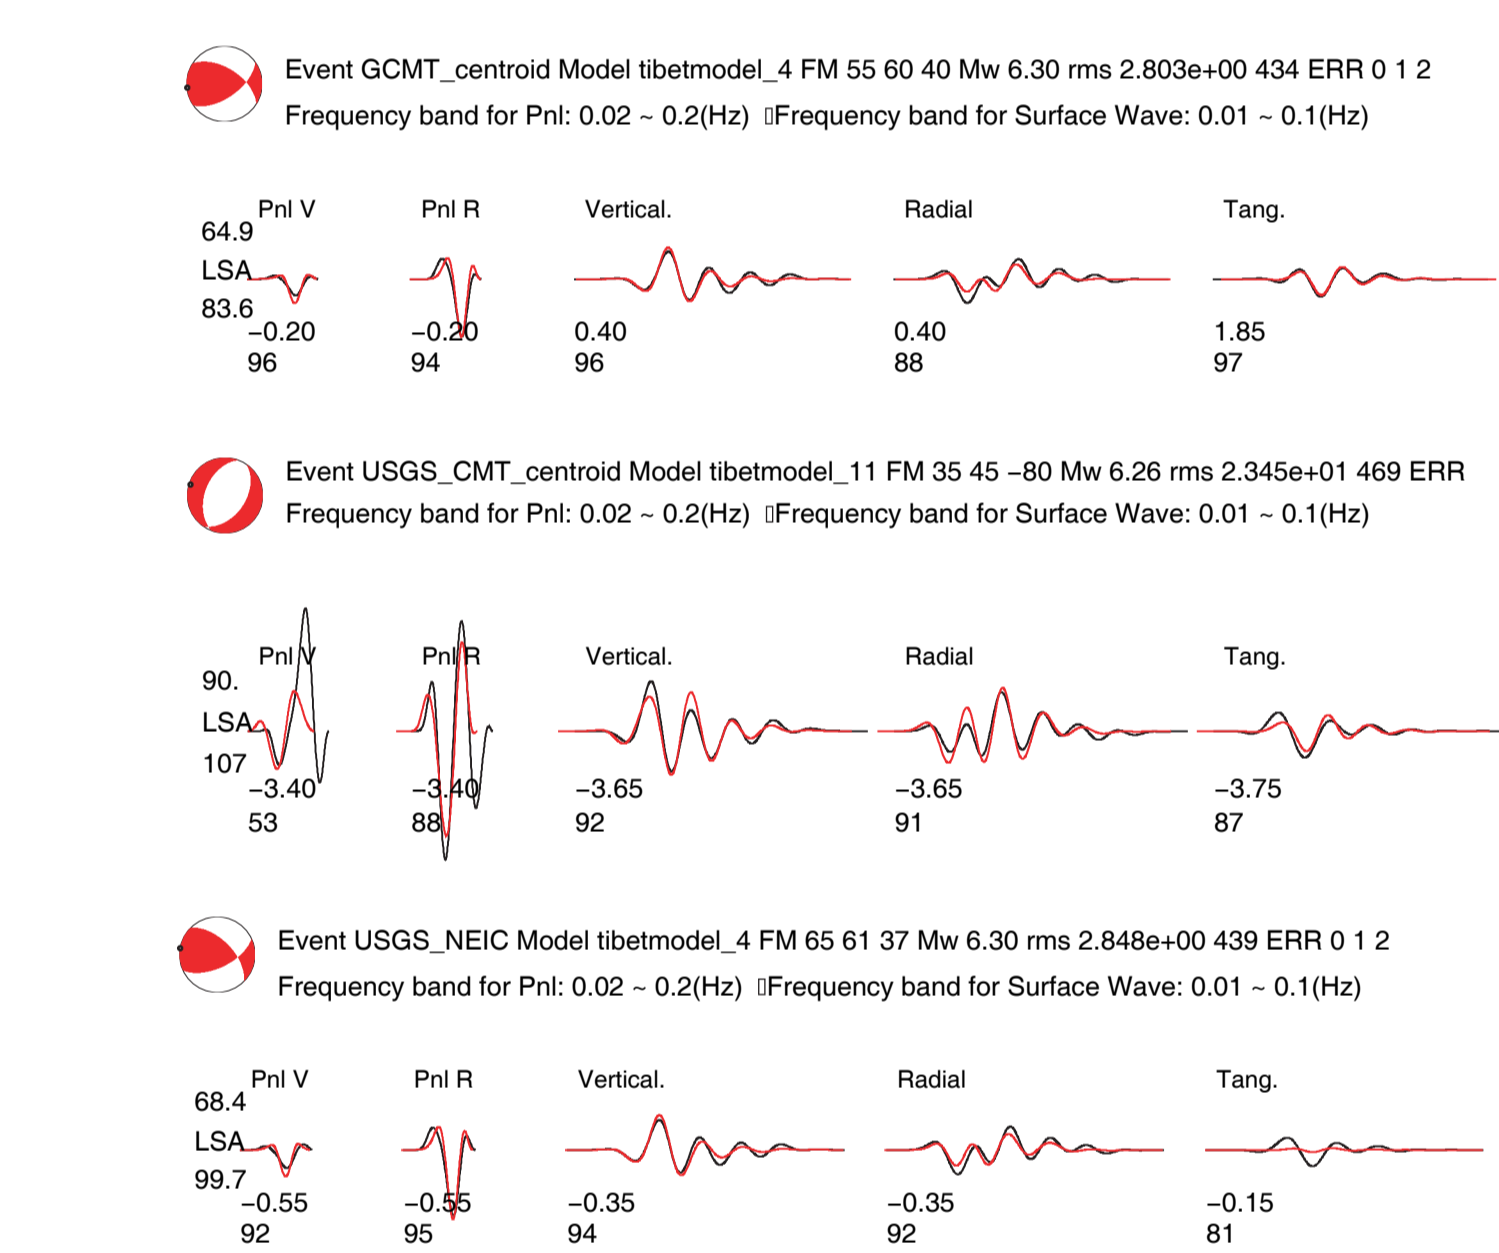 Event GCMT_centroid Model tibetmodel_4 FM 55 60 40 Mw 6.30 rms 2.803e+00 434 ERR 0 1 2
Frequency band for Pnl: 0.02 ~ 0.2(Hz) ▯Frequency band for Surface Wave: 0.01 ~ 0.1(Hz)
Pnl V Pnl R Vertical. Radial Tang.
64.9
LSA
83.6
−0.20 −0.20 0.40 0.40 1.85
96 94 96 88 97
Event USGS_CMT_centroid Model tibetmodel_11 FM 35 45 −80 Mw 6.26 rms 2.345e+01 469 ERR
Frequency band for Pnl: 0.02 ~ 0.2(Hz) ▯Frequency band for Surface Wave: 0.01 ~ 0.1(Hz)
Pnl V Pnl R Vertical. Radial Tang.
90.
LSA
107
−3.40 −3.40 −3.65 −3.65 −3.75
53 88 92 91 87
Event USGS_NEIC Model tibetmodel_4 FM 65 61 37 Mw 6.30 rms 2.848e+00 439 ERR 0 1 2
Frequency band for Pnl: 0.02 ~ 0.2(Hz) ▯Frequency band for Surface Wave: 0.01 ~ 0.1(Hz)
Pnl V Pnl R Vertical. Radial Tang.
68.4
LSA
99.7
−0.55 −0.55 −0.35 −0.35 −0.15
92 95 94 92 81